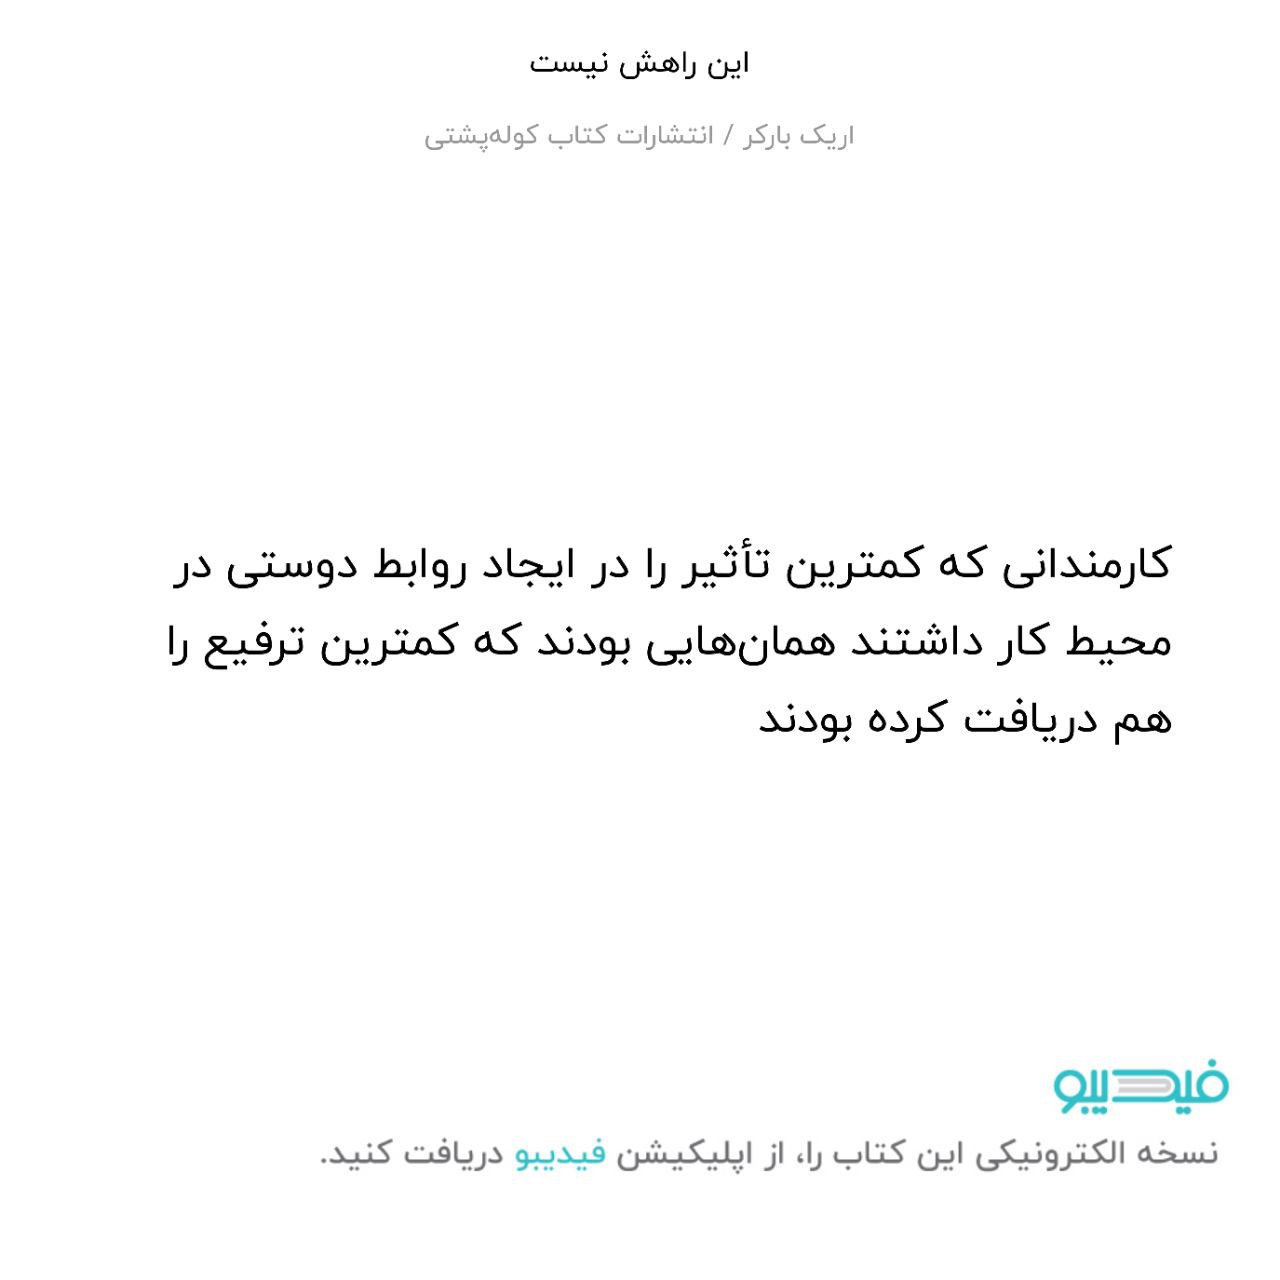 این راهش نیست
اریک بارکر / انتشارات کتاب کوله‌پشتی
کارمندانی که کمترین تأثیر را در ایجاد روابط دوستی در
محیط کار داشتند همان‌هایی بودند که کمترین ترفیع را
هم دریافت کرده بودند
فیدیبو
نسخه الکترونیکی این کتاب را، از اپلیکیشن فیدیبو دریافت کنید.